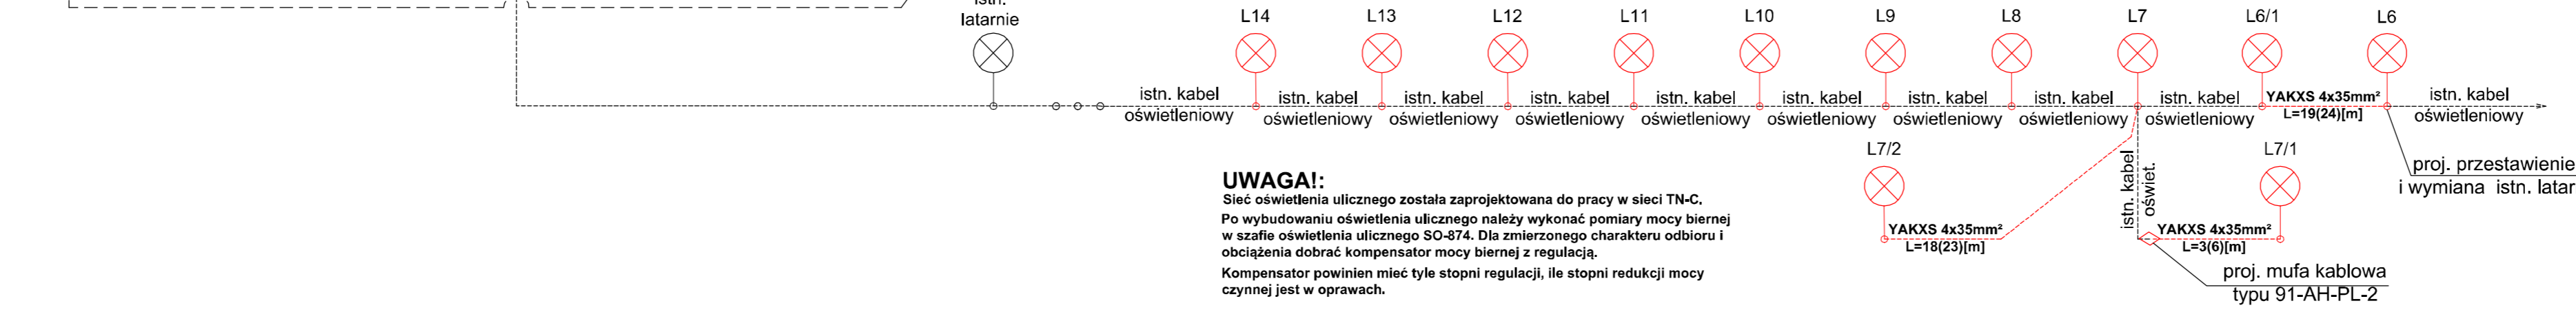 istn.
latarnie
L14
L13
L12
L11
L10
L9
L8
L7
L6/1
L6
istn. kabel
oświetleniowy
istn. kabel
oświetleniowy
istn. kabel
oświetleniowy
istn. kabel
oświetleniowy
istn. kabel
oświetleniowy
istn. kabel
oświetleniowy
istn. kabel
oświetleniowy
istn. kabel
oświetleniowy
istn. kabel
oświetleniowy
YAKXS 4x35mm²
L=19(24)[m]
istn. kabel
oświetleniowy
L7/2
L7/1
istn. kabel
oświet.
proj. przestawienie
i wymiana istn. latar
UWAGA!:
Sieć oświetlenia ulicznego została zaprojektowana do pracy w sieci TN-C.
Po wybudowaniu oświetlenia ulicznego należy wykonać pomiary mocy biernej
w szafie oświetlenia ulicznego SO-874. Dla zmierzonego charakteru odbioru i
obciążenia dobrać kompensator mocy biernej z regulacją.
Kompensator powinien mieć tyle stopni regulacji, ile stopni redukcji mocy
czynnej jest w oprawach.
YAKXS 4x35mm²
L=18(23)[m]
YAKXS 4x35mm²
L=3(6)[m]
proj. mufa kablowa
typu 91-AH-PL-2